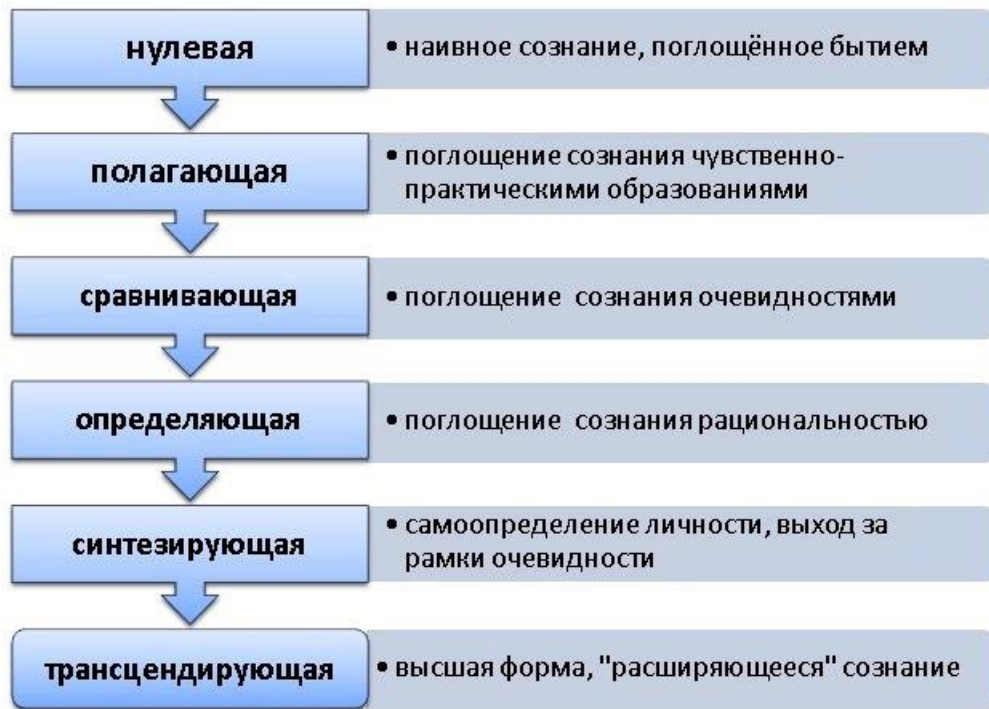 нулевая
• наивное сознание, поглощённое бытием
полагающая
• поглощение сознания чувственно-
практическими образованиями
сравнивающая
• поглощение сознания очевидностями
определяющая
• поглощение сознания рациональностью
синтезирующая
• самоопределение личности, выход за
рамки очевидности
трансцендирующая
• высшая форма, "расширяющееся" сознание